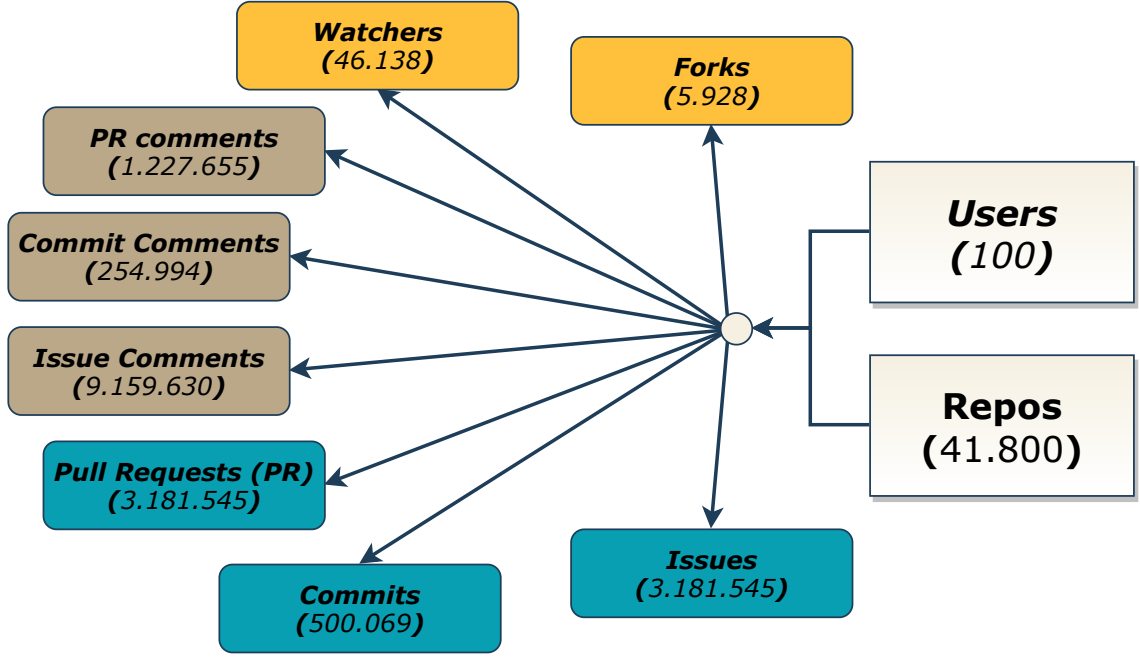 Watchers
(46.138)
Forks
(5.928)
PR comments
(1.227.655)
Users
(100)
Commit Comments
(254.994)
Issue Comments
(9.159.630)
Repos
(41.800)
Pull Requests (PR)
(3.181.545)
Issues
(3.181.545)
Commits
(500.069)